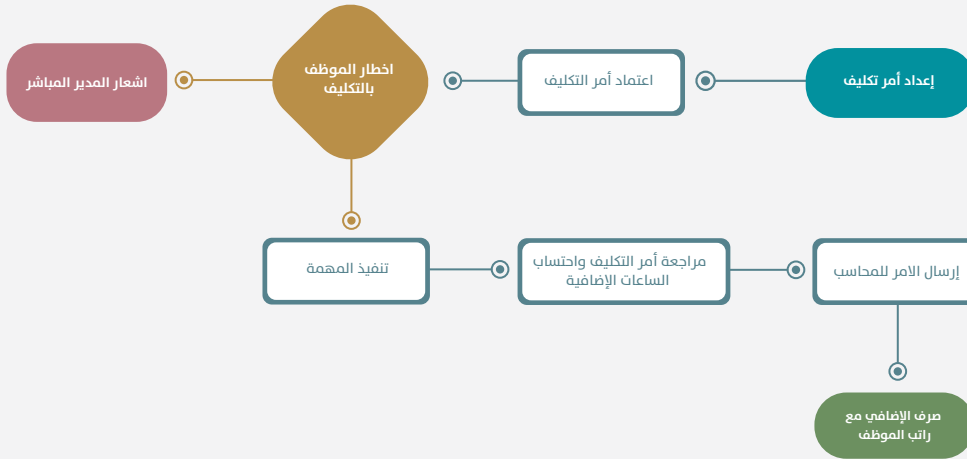 إعداد أمر تكليف
اعتماد أمر التكليف
اخطار الموظف
بالتكليف
اشعار المدير المباشر
تنفيذ المهمة
مراجعة أمر التكليف واحتساب
الساعات الإضافية
إرسال الامر للمحاسب
صرف الإضافي مع
راتب الموظف